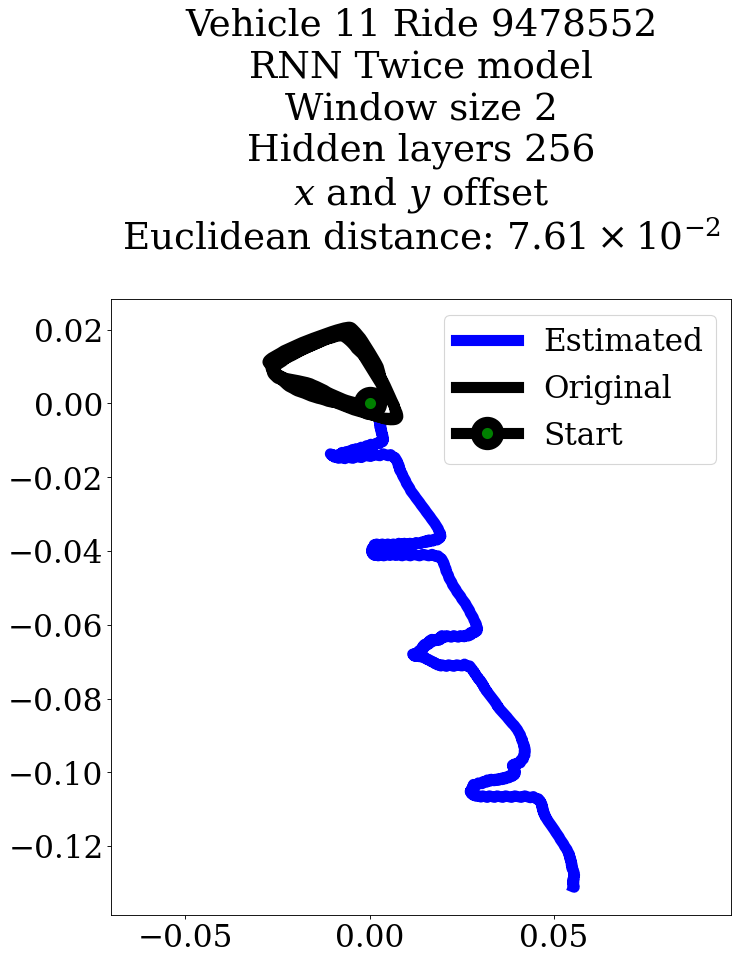 Vehicle 11 Ride 9478552
RNN Twice model
Window size 2
Hidden layers 256
x and y offset
Euclidean distance: 7.61 × 10⁻²
Estimated
Original
Start
0.02
0.00
−0.02
−0.04
−0.06
−0.08
−0.10
−0.12
−0.05 0.00 0.05